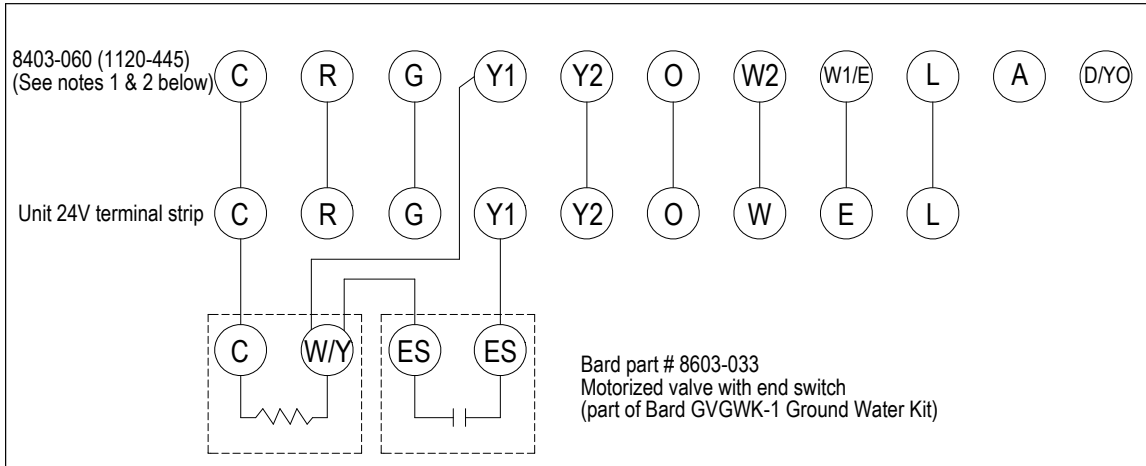 8403-060 (1120-445)
(See notes 1 & 2 below)
C R G Y1 Y2 O W2 W1/E L A D/YO
Unit 24V terminal strip
C R G Y1 Y2 O W E L
C W/Y ES ES
Bard part # 8603-033
Motorized valve with end switch
(part of Bard GVGWK-1 Ground Water Kit)